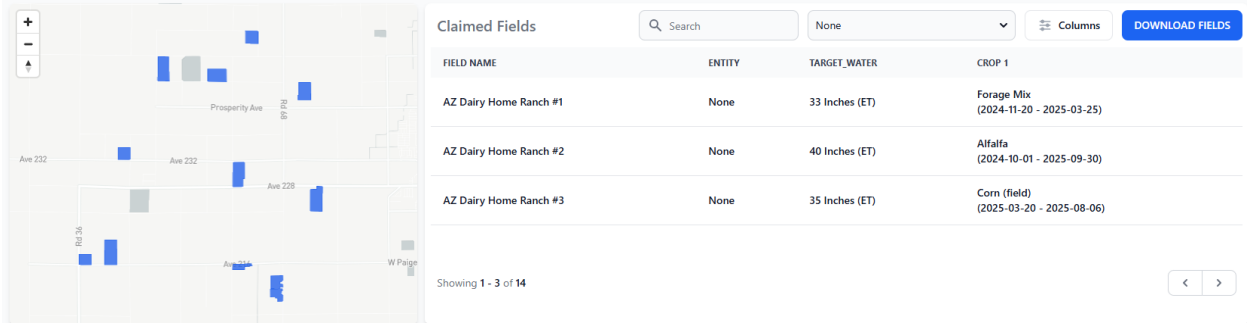 Claimed Fields
Search
None
Columns
DOWNLOAD FIELDS
FIELD NAME ENTITY TARGET_WATER CROP 1
AZ Dairy Home Ranch #1 None 33 Inches (ET) Forage Mix
(2024-11-20 - 2025-03-25)
AZ Dairy Home Ranch #2 None 40 Inches (ET) Alfalfa
(2024-10-01 - 2025-09-30)
AZ Dairy Home Ranch #3 None 35 Inches (ET) Corn (field)
(2025-03-20 - 2025-08-06)
Showing 1 - 3 of 14
Prosperity Ave
Rd 68
Ave 232
Ave 232
Ave 228
Rd 36
W Paige